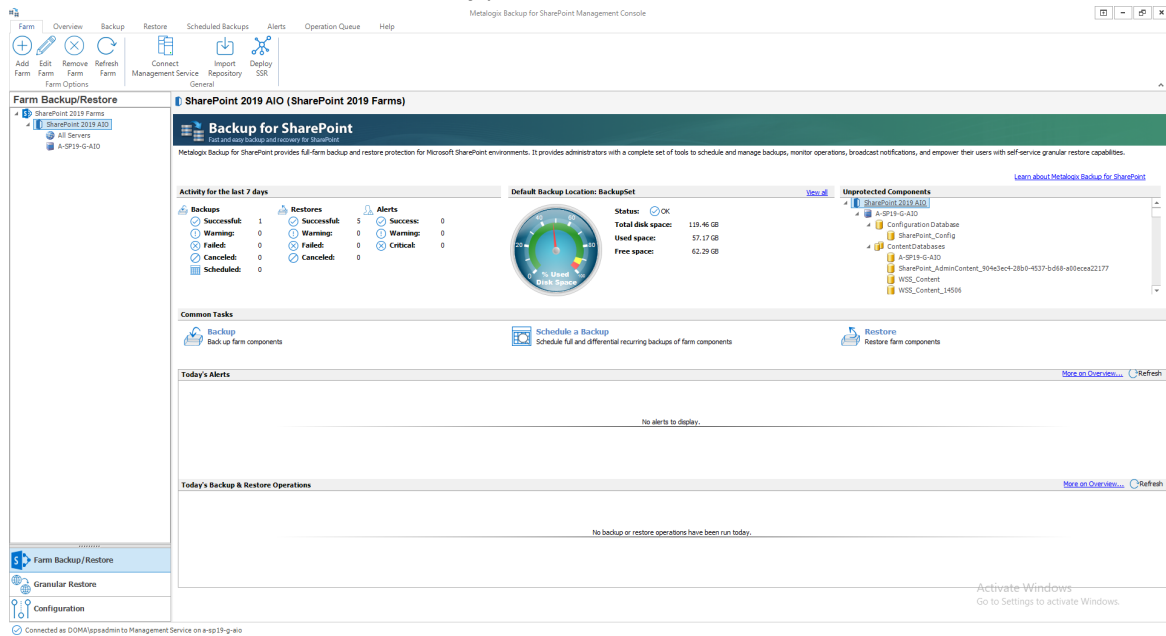 Metalogix Backup for SharePoint Management Console
Farm Overview Backup Restore Scheduled Backups Alerts Operation Queue Help
Add Farm Edit Farm Remove Farm Refresh Farm Connect Management Service Import Repository Deploy SSR
Farm Options General
Farm Backup/Restore
SharePoint 2019 Farms
SharePoint 2019 AIO
All Servers
A-SP19-G-AIO
SharePoint 2019 AIO (SharePoint 2019 Farms)
Backup for SharePoint
Fast and easy backup and recovery for SharePoint
Metalogix Backup for SharePoint provides full-farm backup and restore protection for Microsoft SharePoint environments. It provides administrators with a complete set of tools to schedule and manage backups, monitor operations, broadcast notifications, and empower their users with self-service granular restore capabilities.
Learn about Metalogix Backup for SharePoint
Activity for the last 7 days
Backups
Successful: 1
Warning: 0
Failed: 0
Canceled: 0
Scheduled: 0
Restores
Successful: 5
Warning: 0
Failed: 0
Canceled: 0
Alerts
Success: 0
Warning: 0
Critical: 0
Default Backup Location: BackupSet View all
0 20 40 60 80 100
% Used
Disk Space
Status: OK
Total disk space: 119.46 GB
Used space: 57.17 GB
Free space: 62.29 GB
Unprotected Components
SharePoint 2019 AIO
A-SP19-G-AIO
Configuration Database
SharePoint_Config
ContentDatabases
A-SP19-G-AIO
SharePoint_AdminContent_904e3ec4-28b0-4537-bd68-a00ecea22177
WSS_Content
WSS_Content_14506
Common Tasks
Backup
Back up farm components
Schedule a Backup
Schedule full and differential recurring backups of farm components
Restore
Restore farm components
Today's Alerts More on Overview... Refresh
No alerts to display.
Today's Backup & Restore Operations More on Overview... Refresh
No backup or restore operations have been run today.
Farm Backup/Restore
Granular Restore
Configuration
Activate Windows
Go to Settings to activate Windows.
Connected as DOMA\spsadmin to Management Service on a-sp19-g-aio